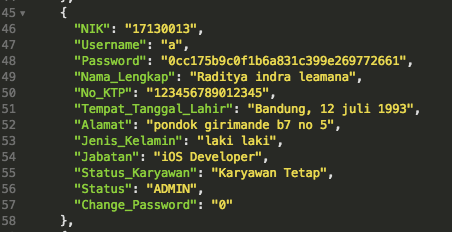 45 {
46 "NIK": "17130013",
47 "Username": "a",
48 "Password": "0cc175b9c0f1b6a831c399e269772661",
49 "Nama_Lengkap": "Raditya indra leamana",
50 "No_KTP": "123456789012345",
51 "Tempat_Tanggal_Lahir": "Bandung, 12 juli 1993",
52 "Alamat": "pondok girimande b7 no 5",
53 "Jenis_Kelamin": "laki laki",
54 "Jabatan": "iOS Developer",
55 "Status_Karyawan": "Karyawan Tetap",
56 "Status": "ADMIN",
57 "Change_Password": "0"
58 },